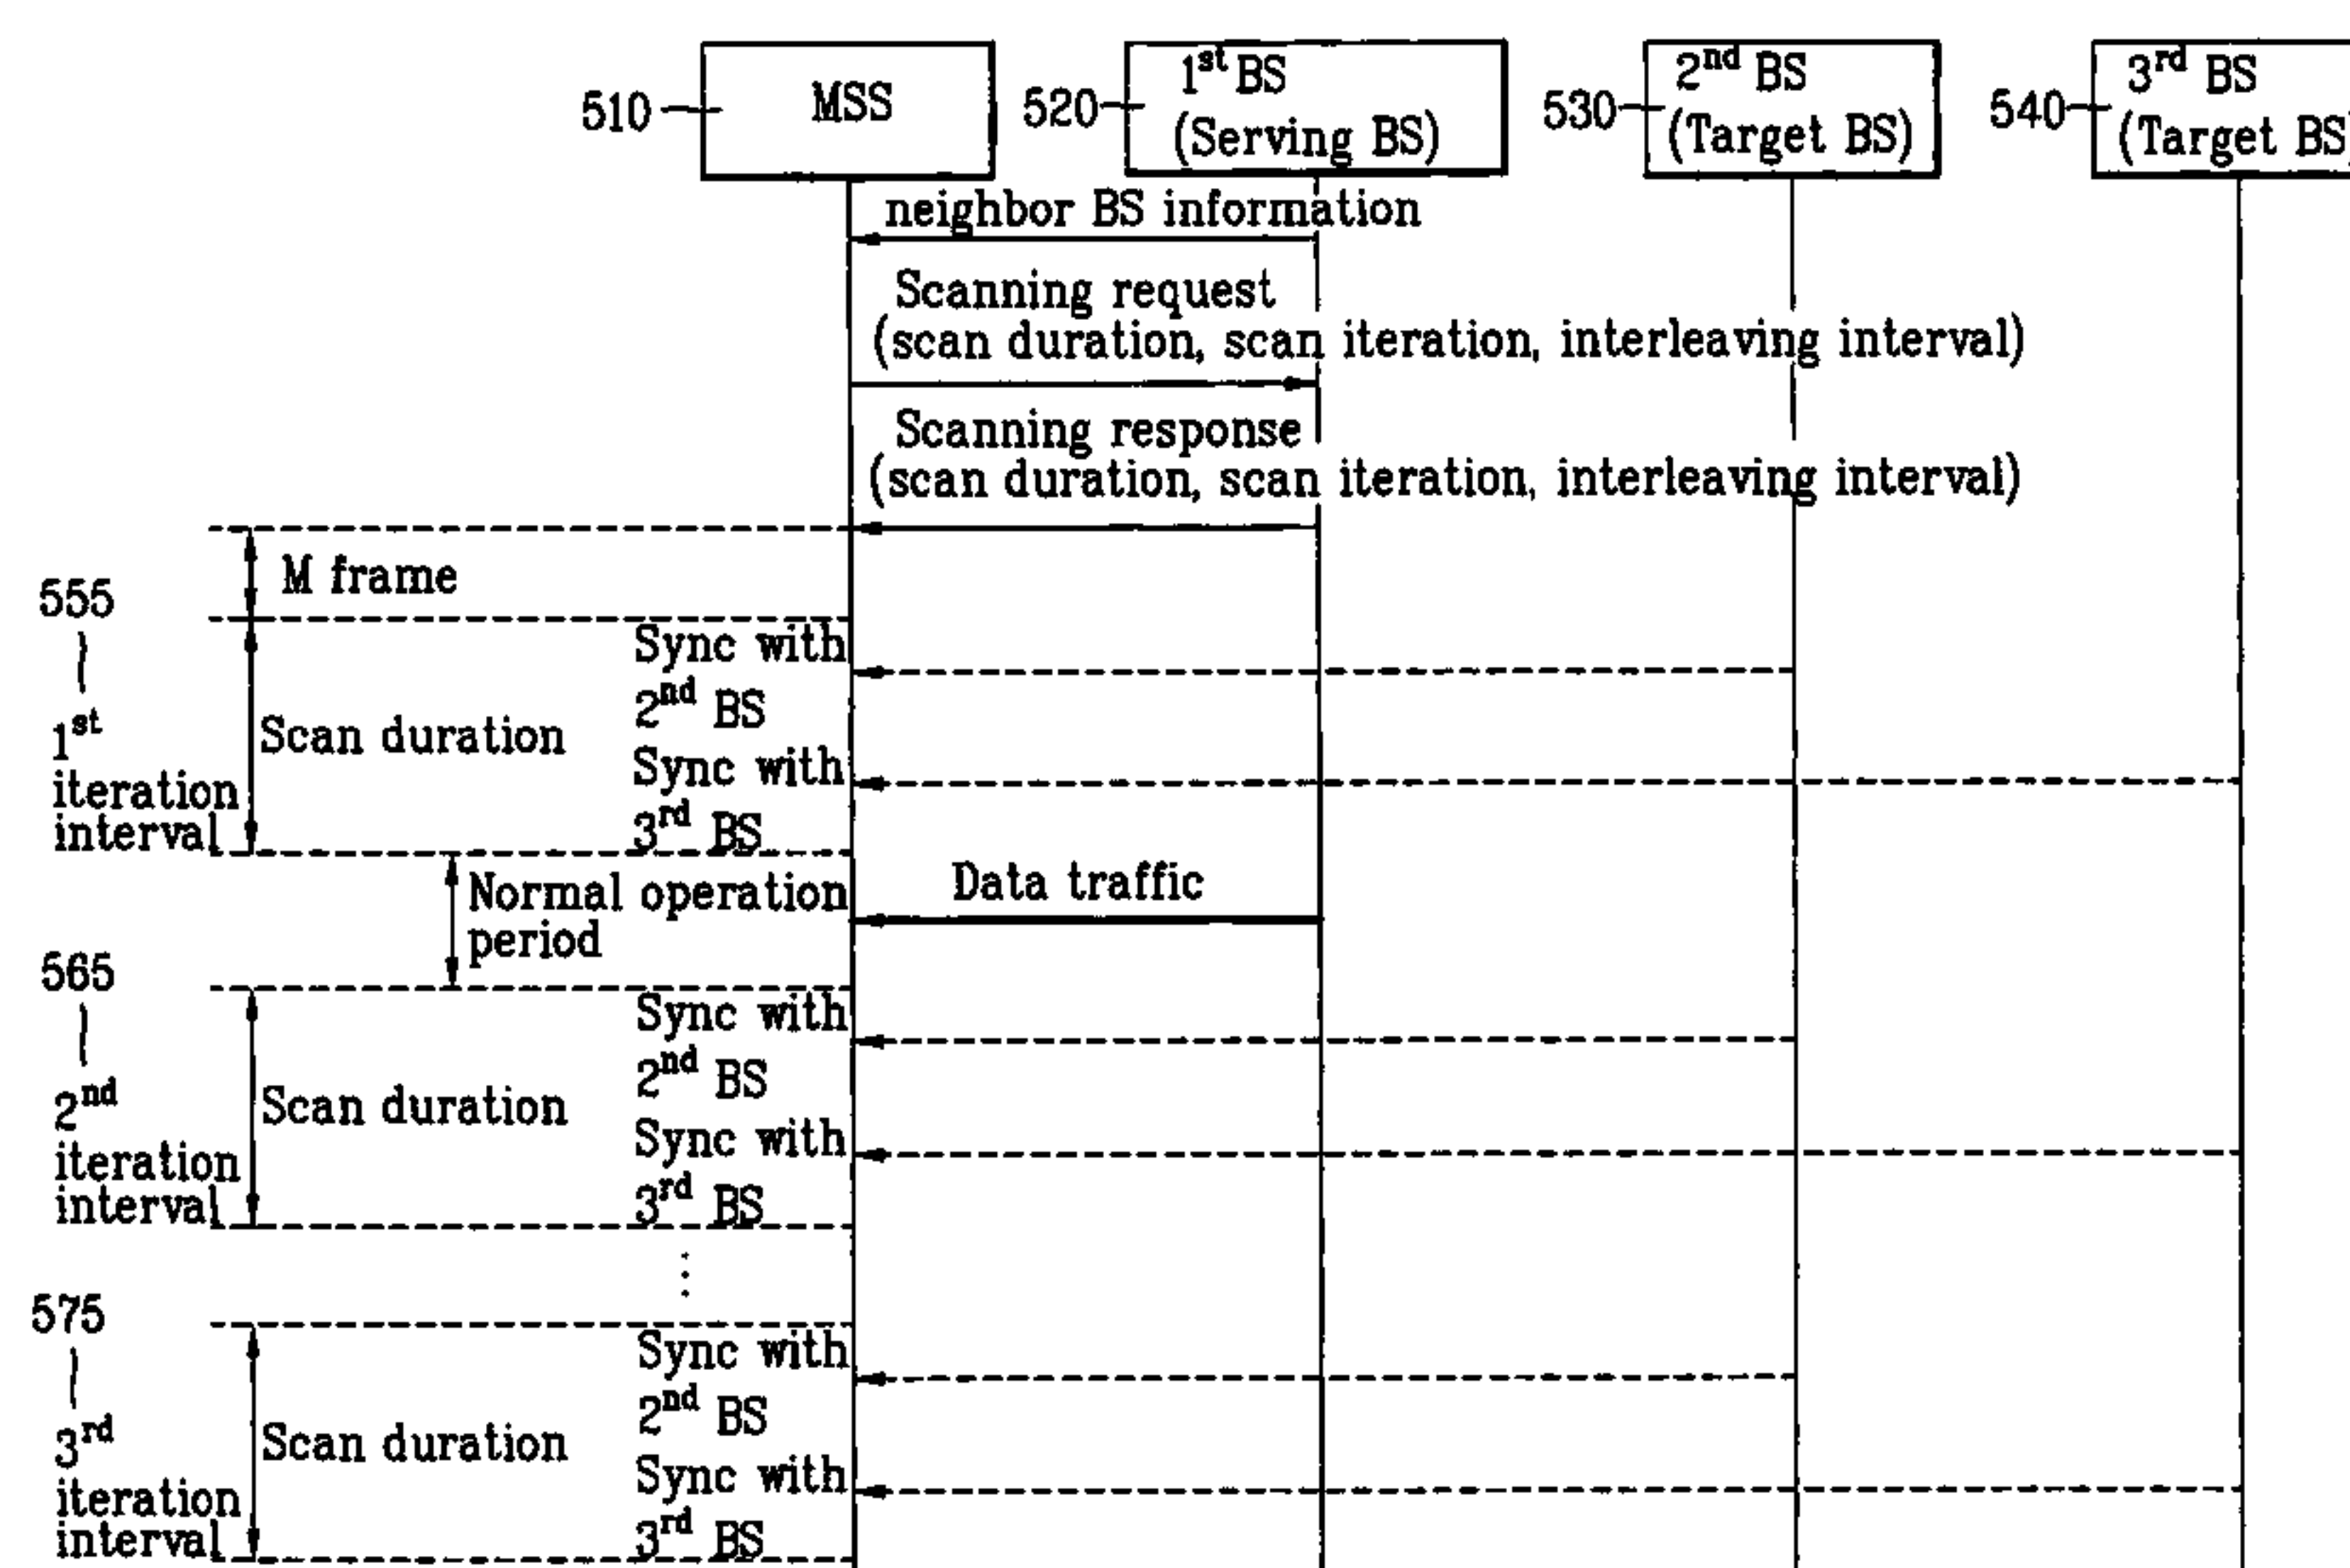 510
MSS
520
1st BS
(Serving BS)
530
2nd BS
(Target BS)
540
3rd BS
(Target BS)
neighbor BS information
Scanning request
(scan duration, scan iteration, interleaving interval)
Scanning response
(scan duration, scan iteration, interleaving interval)
M frame
555
1st
iteration
interval
Scan duration
Sync with
2nd BS
Sync with
3rd BS
Normal operation
period
Data traffic
565
2nd
iteration
interval
Scan duration
Sync with
2nd BS
Sync with
3rd BS
⋮
575
3rd
iteration
interval
Scan duration
Sync with
2nd BS
Sync with
3rd BS